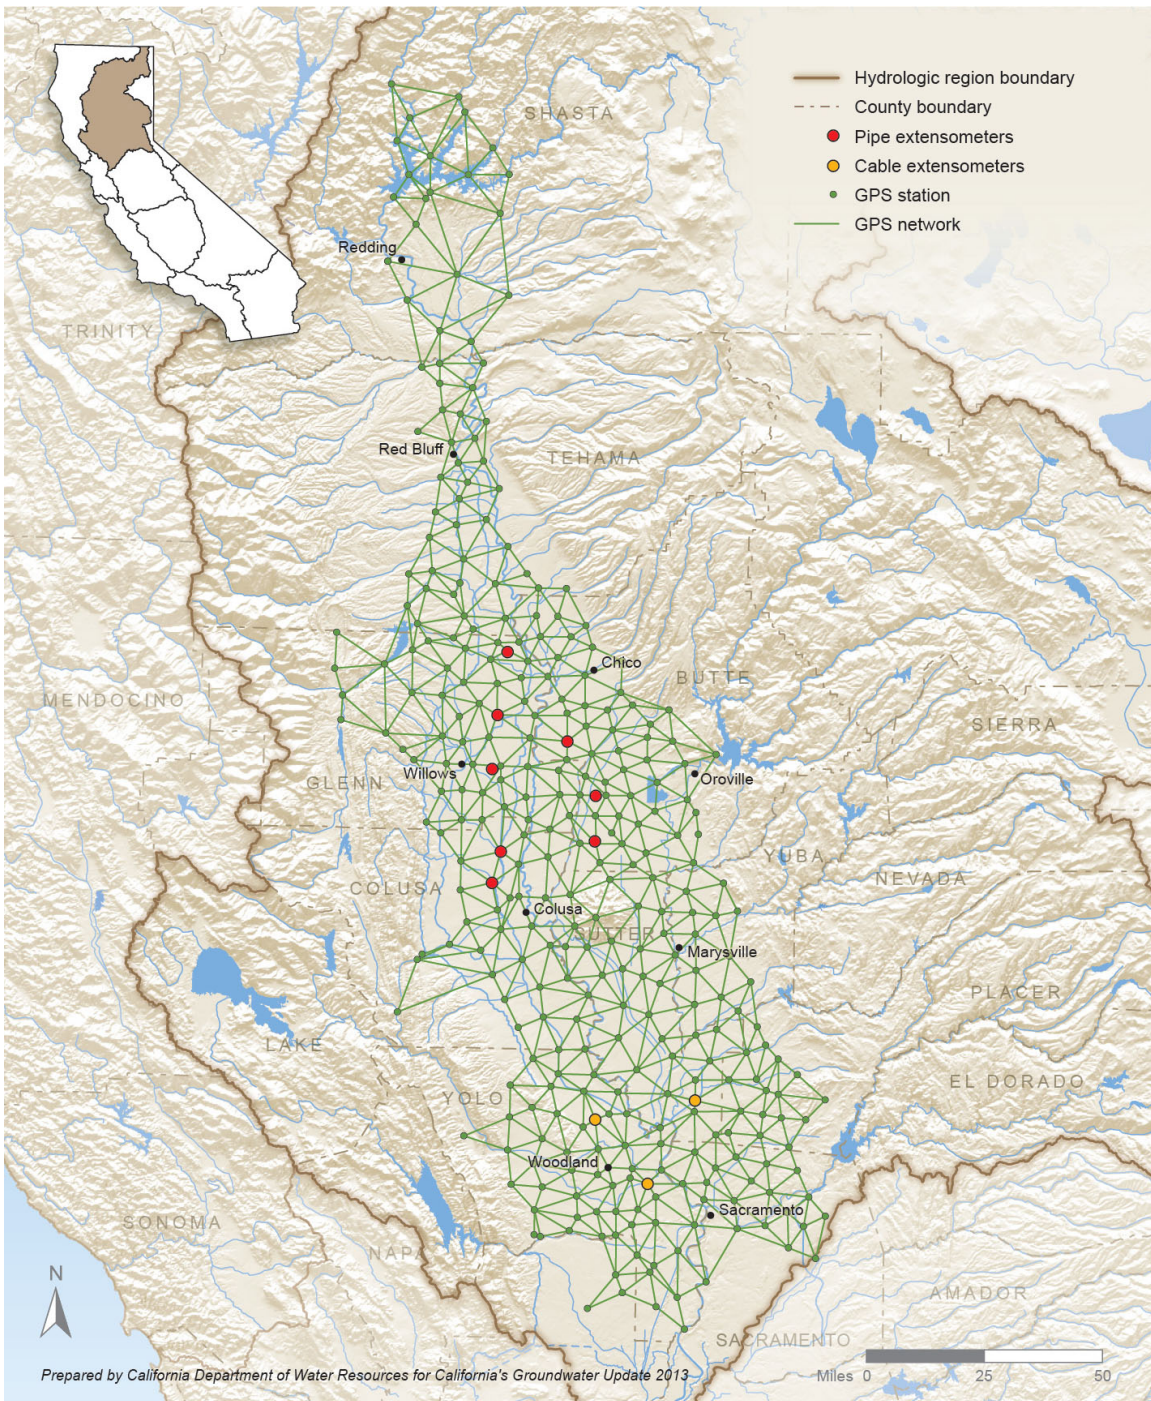 Hydrologic region boundary
County boundary
Pipe extensometers
Cable extensometers
GPS station
GPS network
SHASTA
Redding
TRINITY
Red Bluff
TEHAMA
Chico
BUTTE
MENDOCINO
SIERRA
Willows
GLENN
Oroville
YUBA
NEVADA
COLUSA
Colusa
SUTTER
Marysville
PLACER
LAKE
EL DORADO
YOLO
Woodland
Sacramento
SONOMA
NAPA
N
AMADOR
SACRAMENTO
Prepared by California Department of Water Resources for California's Groundwater Update 2013
Miles 0 25 50